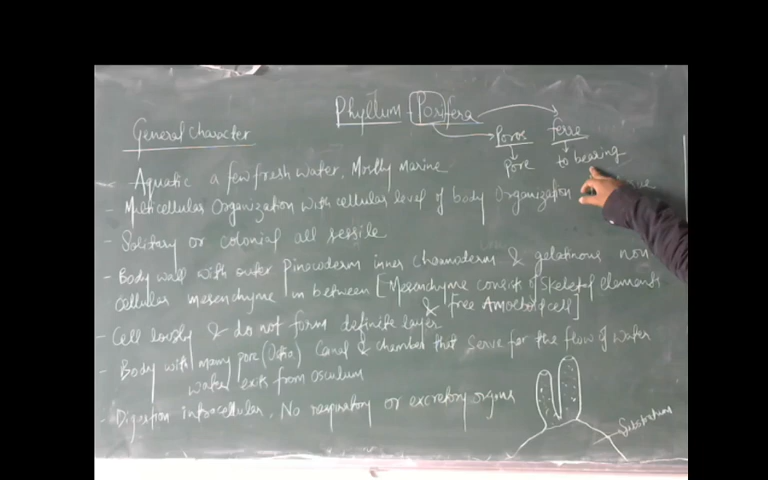 Phyllum - Porifera
General character
Poros ferre
Pore to bearing
- Aquatic a few fresh water, Mostly Marine
- Multicellular Organization with cellular level of body Organization
- Solitary or colonial all sessile
- Body wall with outer Pinacoderm inner Choanoderm & gelatinous non
cellular mesenchyme in between [Mesenchyme consist of Skeletal elements
& free Amoeboid cell]
- Cell loosly & do not form definite layer
- Body with many pore (Ostia) Canal & chamber that serve for the flow of water
water exits from osculum
- Digestion intracellular, No respiratory or excretory organs
Substratum